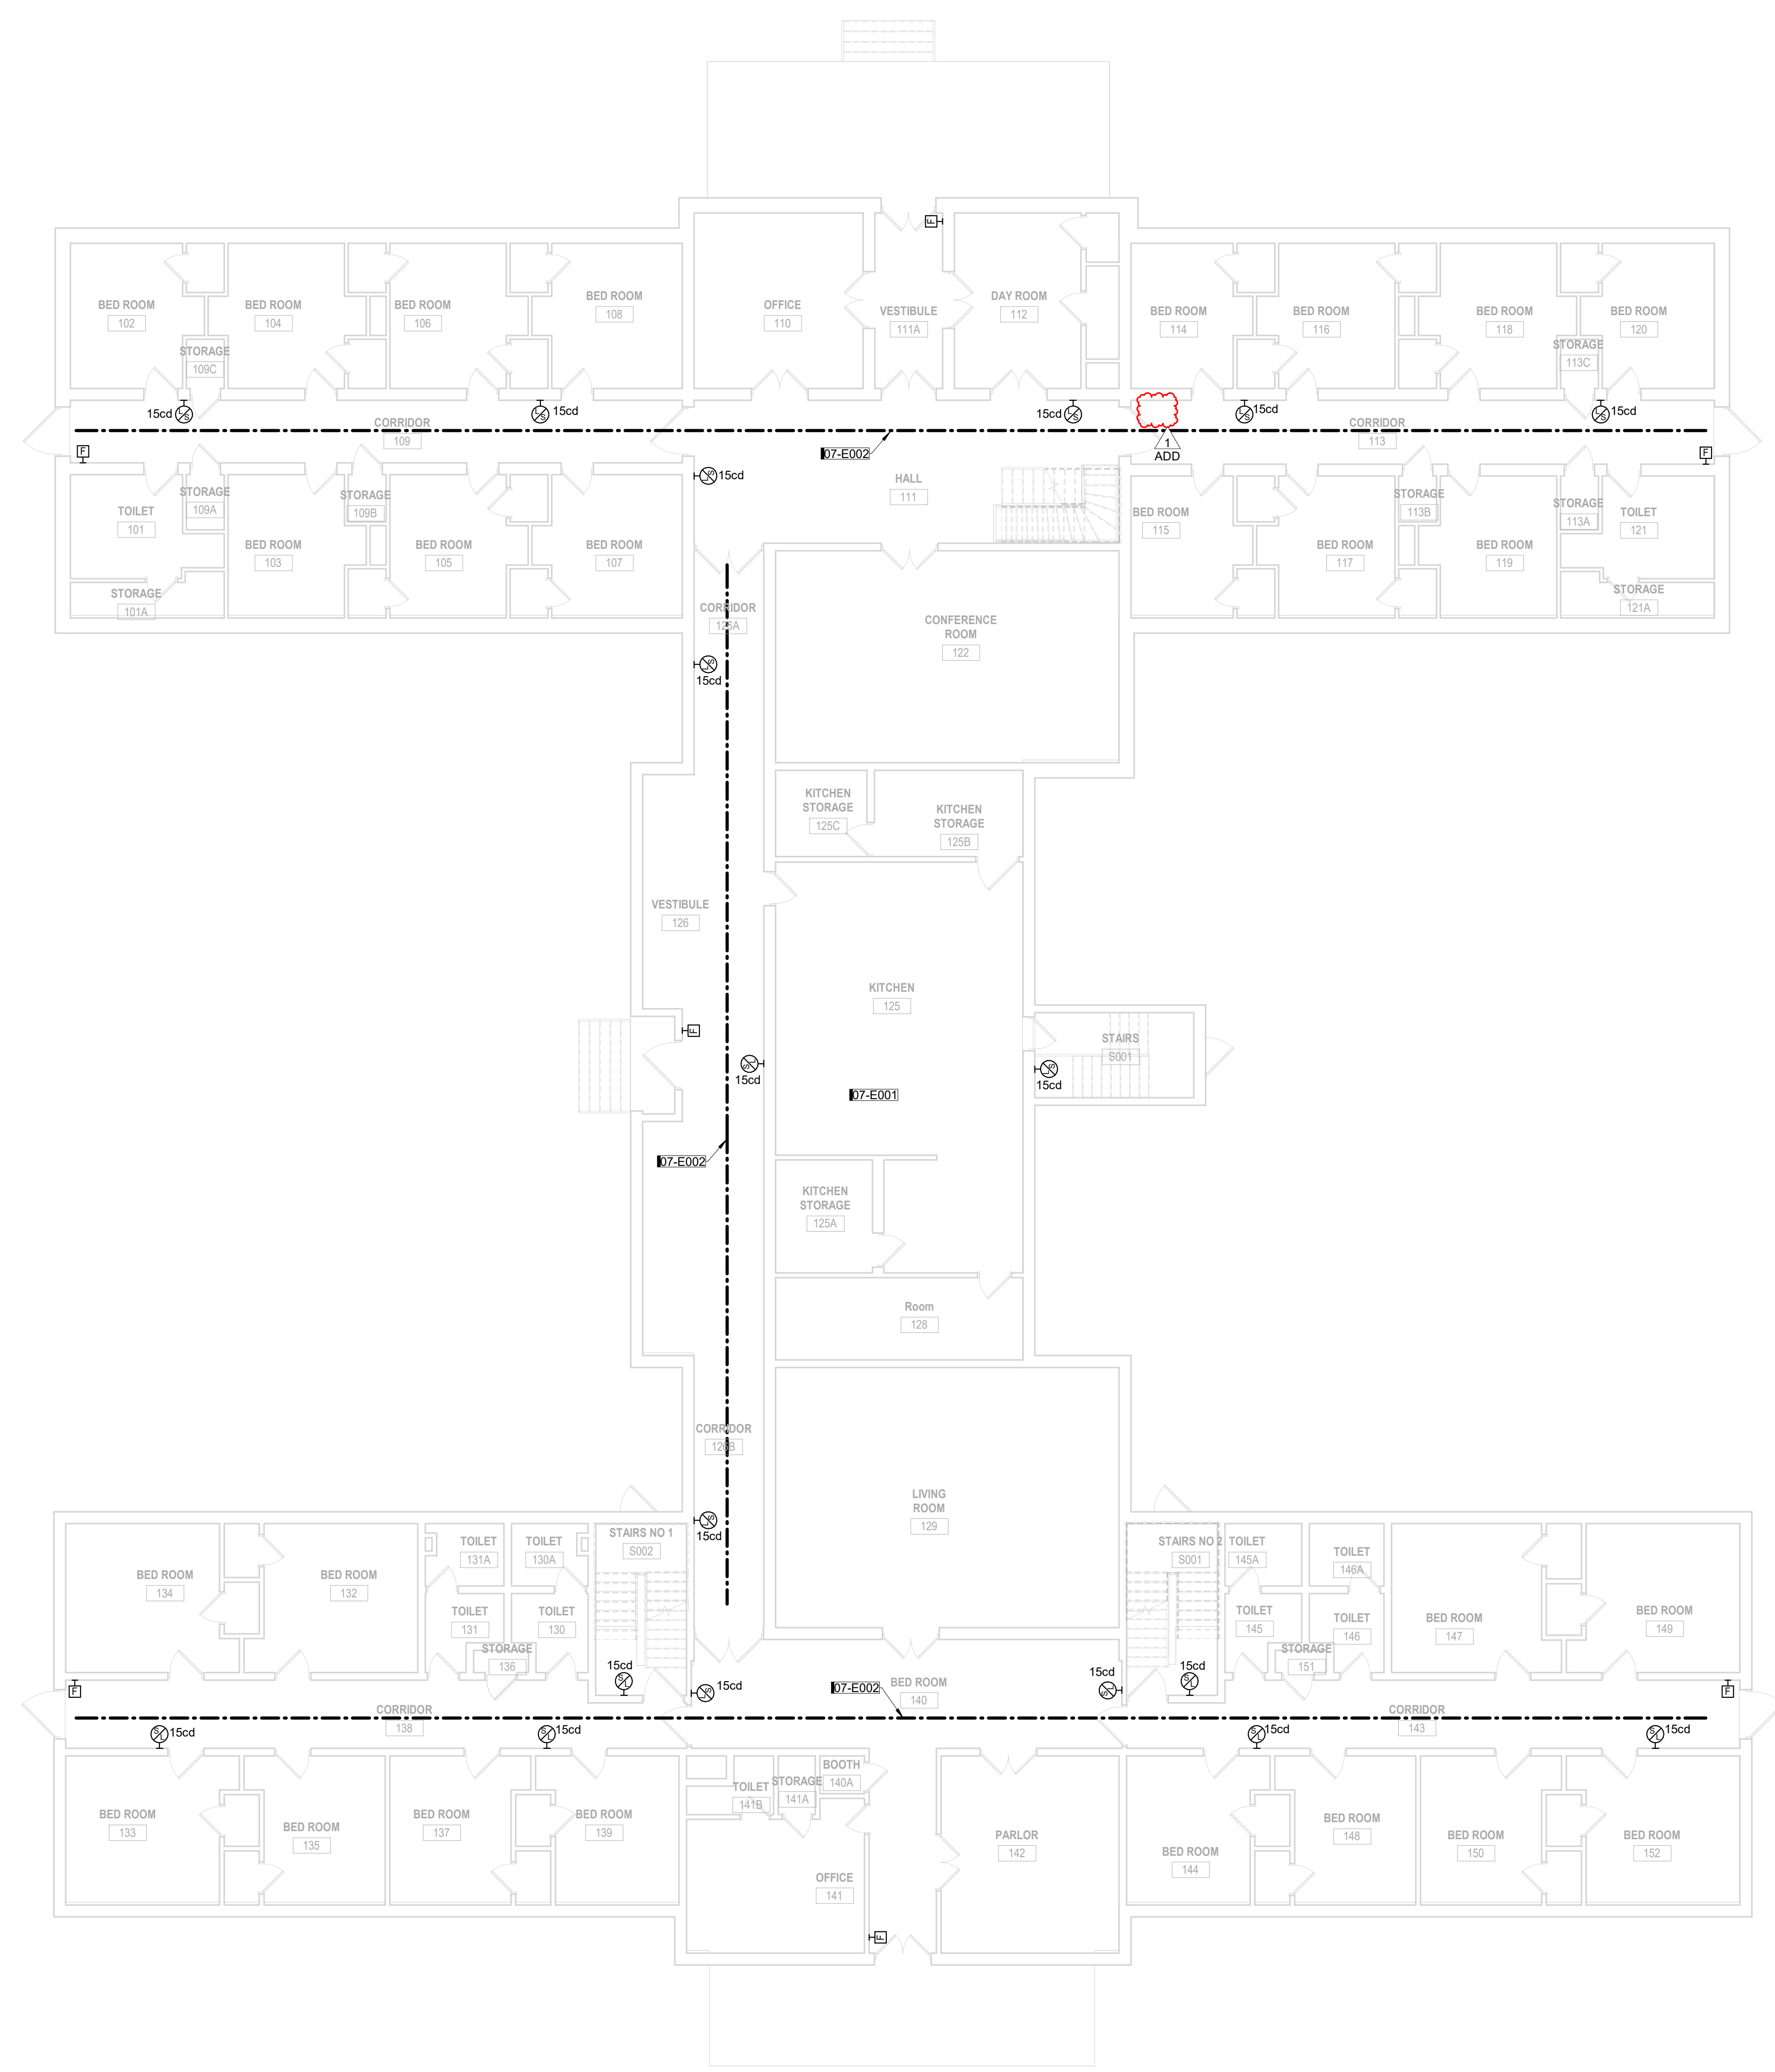 F
BED ROOM
102
BED ROOM
104
BED ROOM
106
BED ROOM
108
OFFICE
110
VESTIBULE
111A
DAY ROOM
112
BED ROOM
114
BED ROOM
116
BED ROOM
118
BED ROOM
120
STORAGE
109C
STORAGE
113C
15cd L/S
L/S 15cd
15cd L/S
L/S 15cd
L/S 15cd
CORRIDOR
109
CORRIDOR
113
1
ADD
F
07-E002
F
L/S 15cd
HALL
111
TOILET
101
STORAGE
109A
STORAGE
109B
BED ROOM
103
BED ROOM
105
BED ROOM
107
STORAGE
101A
BED ROOM
115
BED ROOM
117
STORAGE
113B
BED ROOM
119
STORAGE
113A
TOILET
121
STORAGE
121A
CORRIDOR
126A
CONFERENCE
ROOM
122
L/S
15cd
KITCHEN
STORAGE
125C
KITCHEN
STORAGE
125B
VESTIBULE
126
KITCHEN
125
F
STAIRS
S001
S/L
15cd
L/S
15cd
07-E001
07-E002
KITCHEN
STORAGE
125A
Room
128
CORRIDOR
126B
LIVING
ROOM
129
L/S
15cd
BED ROOM
134
BED ROOM
132
TOILET
131A
TOILET
130A
STAIRS NO 1
S002
TOILET
131
TOILET
130
STORAGE
136
STAIRS NO 2
S001
TOILET
145A
TOILET
146A
TOILET
145
TOILET
146
STORAGE
151
BED ROOM
147
BED ROOM
149
15cd
S/L
L/S 15cd
15cd
S/L
15cd
S/L
F
07-E002
BED ROOM
140
F
CORRIDOR
138
CORRIDOR
143
S/L 15cd
S/L 15cd
S/L 15cd
S/L 15cd
BED ROOM
133
BED ROOM
135
BED ROOM
137
BED ROOM
139
TOILET
141B
STORAGE
141A
BOOTH
140A
OFFICE
141
PARLOR
142
BED ROOM
144
BED ROOM
148
BED ROOM
150
BED ROOM
152
F